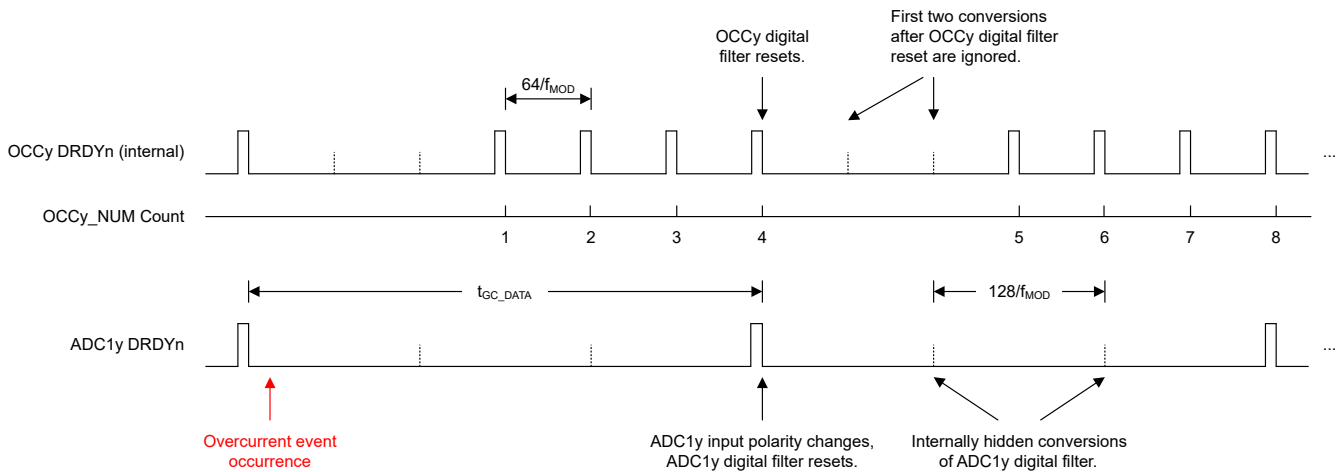 OCCy digital
filter resets.
First two conversions
after OCCy digital filter
reset are ignored.
64/fMOD
OCCy DRDYn (internal)
...
OCCy_NUM Count
1 2 3 4 5 6 7 8
tGC_DATA
128/fMOD
ADC1y DRDYn
...
Overcurrent event
occurrence
ADC1y input polarity changes,
ADC1y digital filter resets.
Internally hidden conversions
of ADC1y digital filter.